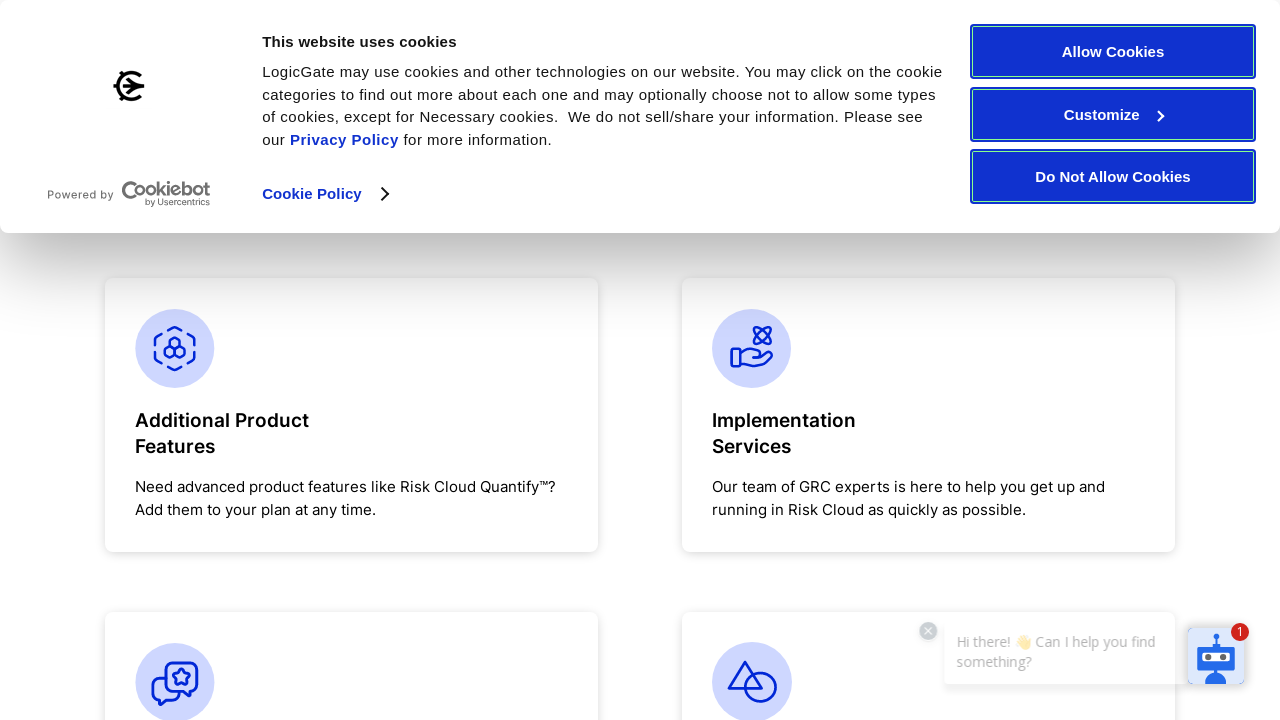 This website uses cookies
LogicGate may use cookies and other technologies on our website. You may click on the cookie
categories to find out more about each one and may optionally choose not to allow some types
of cookies, except for Necessary cookies.  We do not sell/share your information. Please see
our Privacy Policy for more information.
Cookie Policy
Powered by Cookiebot
by Usercentrics
Allow Cookies
Customize
Do Not Allow Cookies
Additional Product
Features
Need advanced product features like Risk Cloud Quantify™?
Add them to your plan at any time.
Implementation
Services
Our team of GRC experts is here to help you get up and
running in Risk Cloud as quickly as possible.
Hi there! 👋 Can I help you find
something?
1